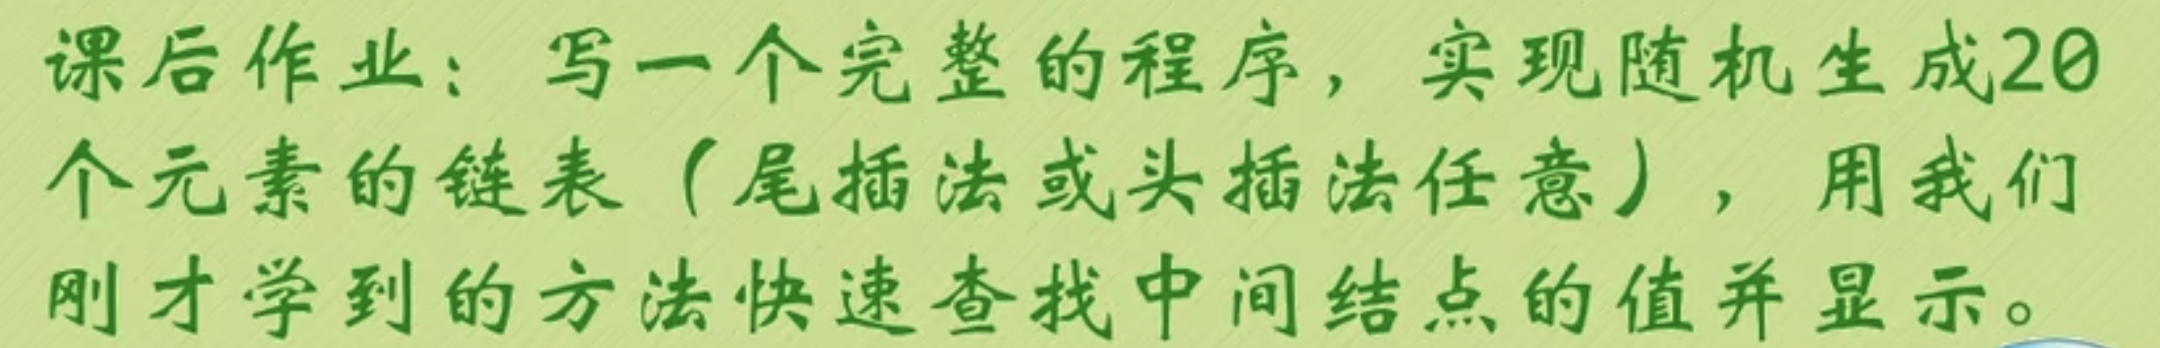 课后作业：写一个完整的程序，实现随机生成20
个元素的链表（尾插法或头插法任意），用我们
刚才学到的方法快速查找中间结点的值并显示。